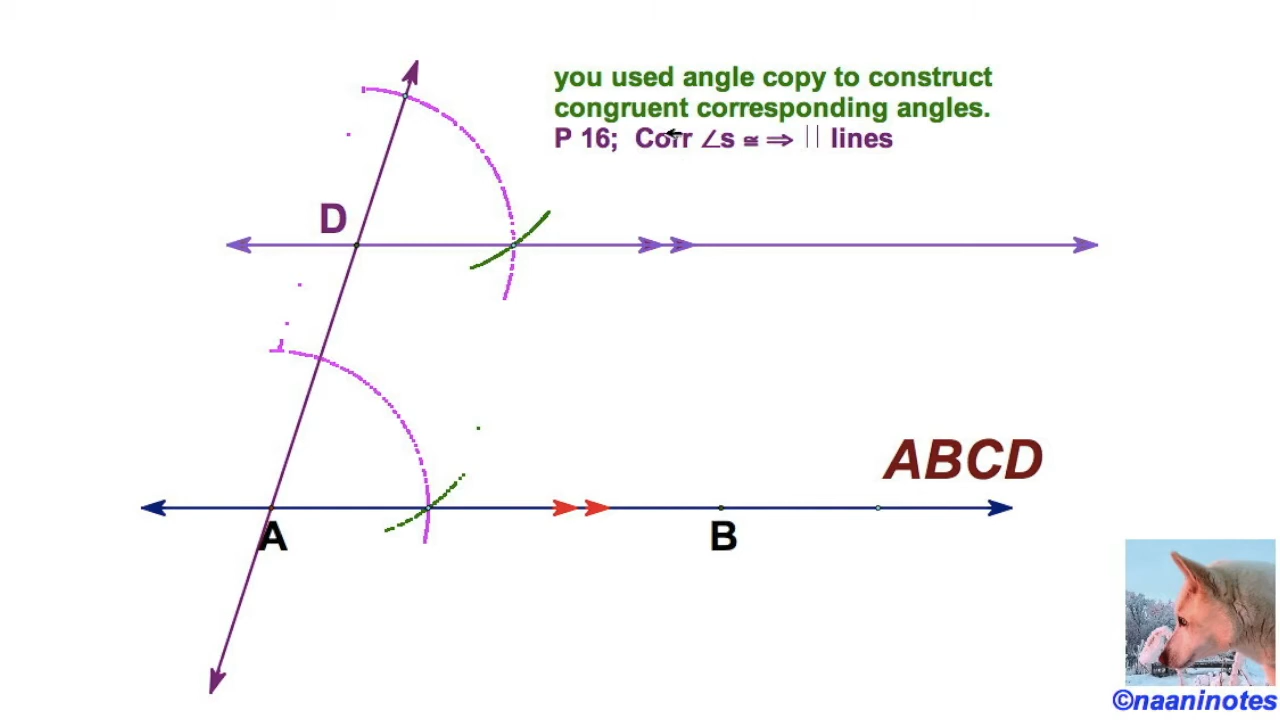 you used angle copy to construct
congruent corresponding angles.
P 16; Corr ∠s ≅ ⇒ || lines
D
ABCD
A
B
©naaninotes